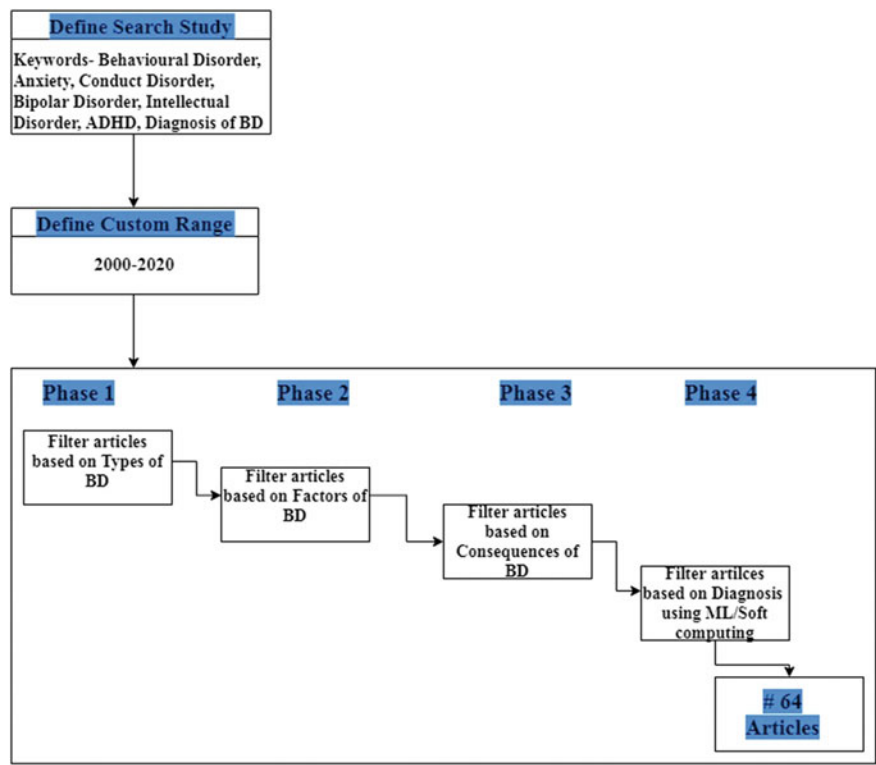 Define Search Study
Keywords- Behavioural Disorder,
Anxiety, Conduct Disorder,
Bipolar Disorder, Intellectual
Disorder, ADHD, Diagnosis of BD
Define Custom Range
2000-2020
Phase 1
Phase 2
Phase 3
Phase 4
Filter articles
based on Types of
BD
Filter articles
based on Factors of
BD
Filter articles
based on
Consequences of
BD
Filter artilces
based on Diagnosis
using ML/Soft
computing
# 64
Articles